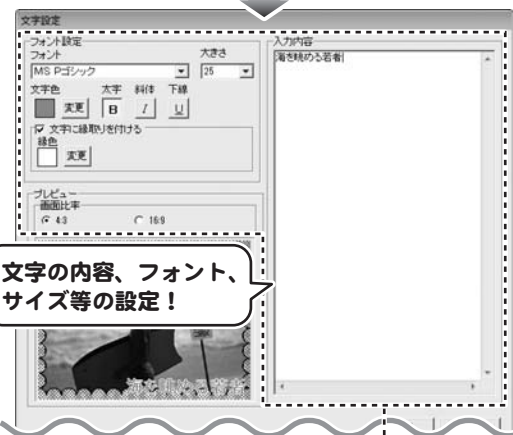 文字設定
フォント設定
フォント
大きさ
MS Pゴシック
25
文字色
太字
斜体
下線
変更
B
I
U
文字に縁取りを付ける
縁色
変更
プレビュー
画面比率
4:3
16:9
入力内容
海を眺める若者
文字の内容、フォント、
サイズ等の設定！
海を眺める若者